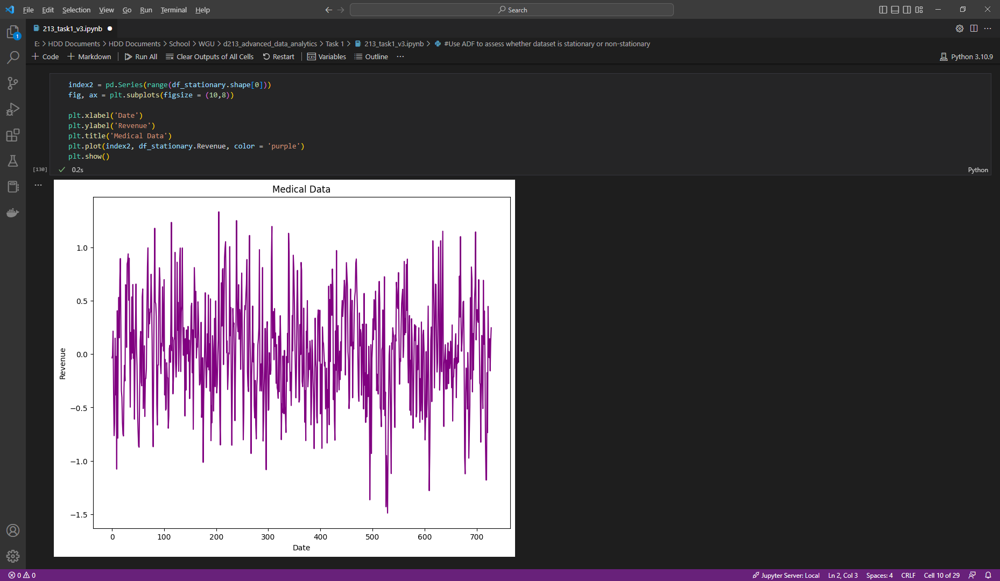 File Edit Selection View Go Run Terminal Help
Search
213_task1_v3.ipynb
E: > HDD Documents > HDD Documents > School > WGU > d213_advanced_data_analytics > Task 1 > 213_task1_v3.ipynb > #Use ADF to assess whether dataset is stationary or non-stationary
+ Code + Markdown Run All Clear Outputs of All Cells Restart Variables Outline ...
Python 3.10.9
1
index2 = pd.Series(range(df_stationary.shape[0]))
fig, ax = plt.subplots(figsize = (10,8))
plt.xlabel('Date')
plt.ylabel('Revenue')
plt.title('Medical Data')
plt.plot(index2, df_stationary.Revenue, color = 'purple')
plt.show()
[130] 0.2s
Python
...
Medical Data
1.0
0.5
0.0
−0.5
−1.0
−1.5
Revenue
0 100 200 300 400 500 600 700
Date
0 0
Jupyter Server: Local Ln 2, Col 3 Spaces: 4 CRLF Cell 10 of 29